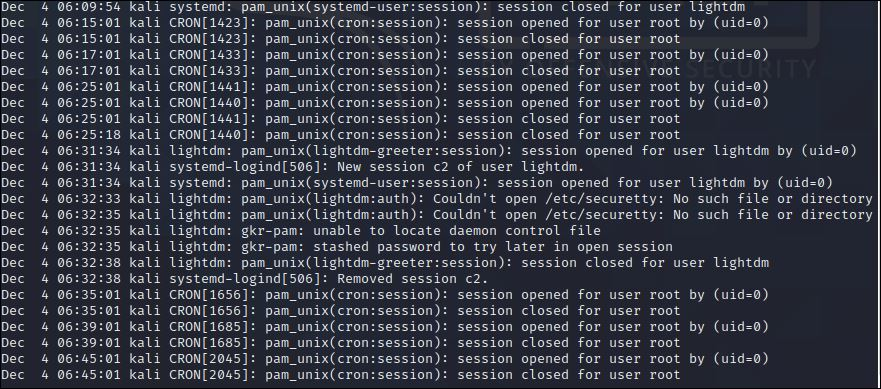 Dec  4 06:09:54 kali systemd: pam_unix(systemd-user:session): session closed for user lightdm
Dec  4 06:15:01 kali CRON[1423]: pam_unix(cron:session): session opened for user root by (uid=0)
Dec  4 06:15:01 kali CRON[1423]: pam_unix(cron:session): session closed for user root
Dec  4 06:17:01 kali CRON[1433]: pam_unix(cron:session): session opened for user root by (uid=0)
Dec  4 06:17:01 kali CRON[1433]: pam_unix(cron:session): session closed for user root
Dec  4 06:25:01 kali CRON[1441]: pam_unix(cron:session): session opened for user root by (uid=0)
Dec  4 06:25:01 kali CRON[1440]: pam_unix(cron:session): session opened for user root by (uid=0)
Dec  4 06:25:01 kali CRON[1441]: pam_unix(cron:session): session closed for user root
Dec  4 06:25:18 kali CRON[1440]: pam_unix(cron:session): session closed for user root
Dec  4 06:31:34 kali lightdm: pam_unix(lightdm-greeter:session): session opened for user lightdm by (uid=0)
Dec  4 06:31:34 kali systemd-logind[506]: New session c2 of user lightdm.
Dec  4 06:31:34 kali systemd: pam_unix(systemd-user:session): session opened for user lightdm by (uid=0)
Dec  4 06:32:33 kali lightdm: pam_unix(lightdm:auth): Couldn't open /etc/securetty: No such file or directory
Dec  4 06:32:35 kali lightdm: pam_unix(lightdm:auth): Couldn't open /etc/securetty: No such file or directory
Dec  4 06:32:35 kali lightdm: gkr-pam: unable to locate daemon control file
Dec  4 06:32:35 kali lightdm: gkr-pam: stashed password to try later in open session
Dec  4 06:32:38 kali lightdm: pam_unix(lightdm-greeter:session): session closed for user lightdm
Dec  4 06:32:38 kali systemd-logind[506]: Removed session c2.
Dec  4 06:35:01 kali CRON[1656]: pam_unix(cron:session): session opened for user root by (uid=0)
Dec  4 06:35:01 kali CRON[1656]: pam_unix(cron:session): session closed for user root
Dec  4 06:39:01 kali CRON[1685]: pam_unix(cron:session): session opened for user root by (uid=0)
Dec  4 06:39:01 kali CRON[1685]: pam_unix(cron:session): session closed for user root
Dec  4 06:45:01 kali CRON[2045]: pam_unix(cron:session): session opened for user root by (uid=0)
Dec  4 06:45:01 kali CRON[2045]: pam_unix(cron:session): session closed for user root
SECURITY